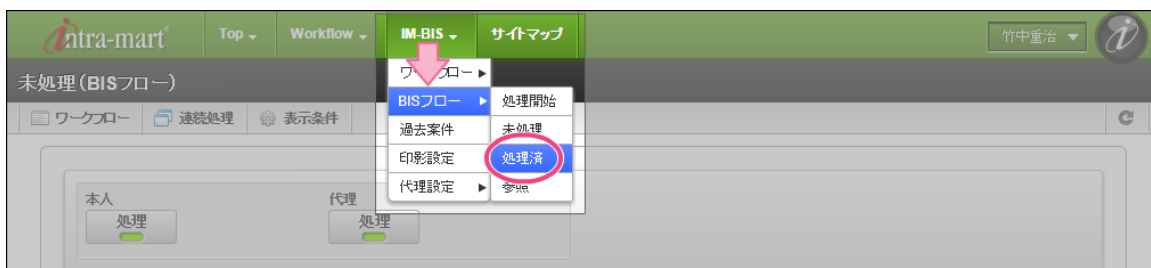 intra-mart Top Workflow IM-BIS サイトマップ 竹中重治
未処理(BISフロー)
ワークフロー
BISフロー 処理開始
ワークフロー 連続処理 表示条件
過去案件 未処理
印影設定 処理済
代理設定 参照
本人 代理
処理 処理